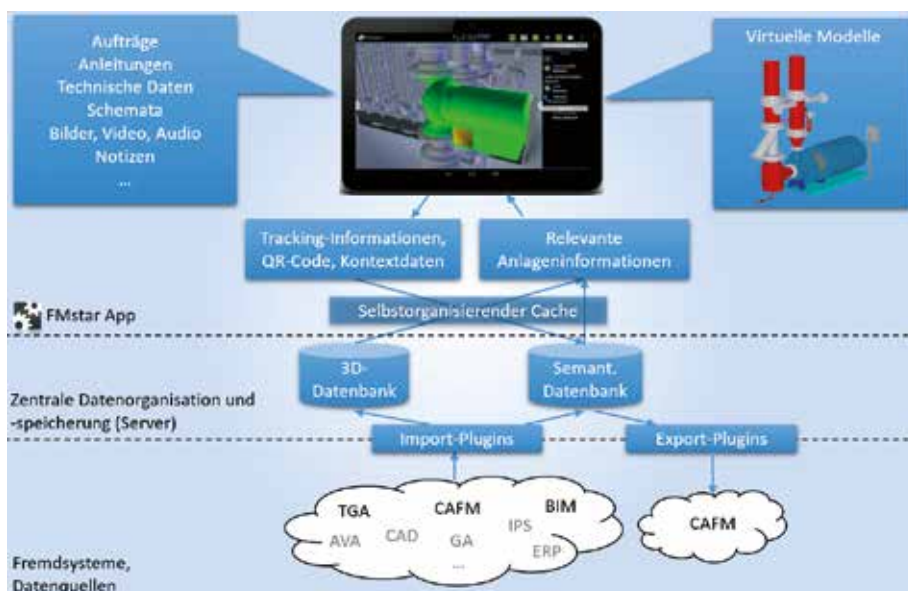 Aufträge
Anleitungen
Technische Daten
Schemata
Bilder, Video, Audio
Notizen
...
Virtuelle Modelle
Tracking-Informationen,
QR-Code, Kontextdaten
Relevante
Anlageninformationen
Selbstorganisierender Cache
FMstar App
3D-
Datenbank
Semant.
Datenbank
Zentrale Datenorganisation und
-speicherung (Server)
Import-Plugins
Export-Plugins
TGA
CAFM
BIM
AVA
CAD
GA
IPS
ERP
...
CAFM
Fremdsysteme,
Datenquellen